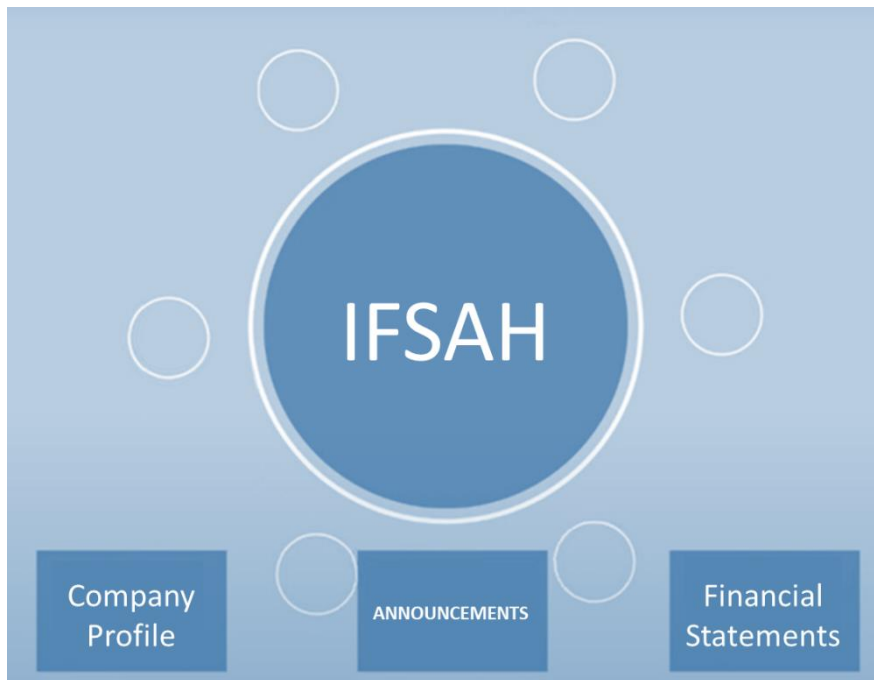 IFSAH
Company
Profile
ANNOUNCEMENTS
Financial
Statements